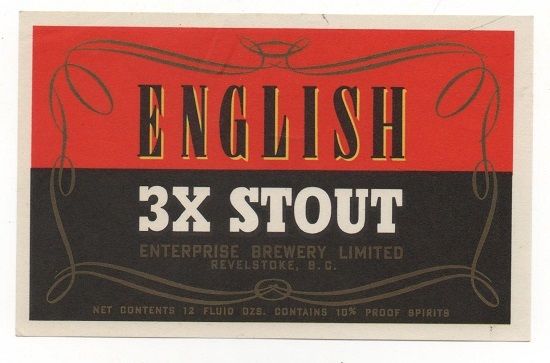 ENGLISH
3X STOUT
ENTERPRISE BREWERY LIMITED
REVELSTOKE, B.C.
NET CONTENTS 12 FLUID OZS. CONTAINS 10% PROOF SPIRITS